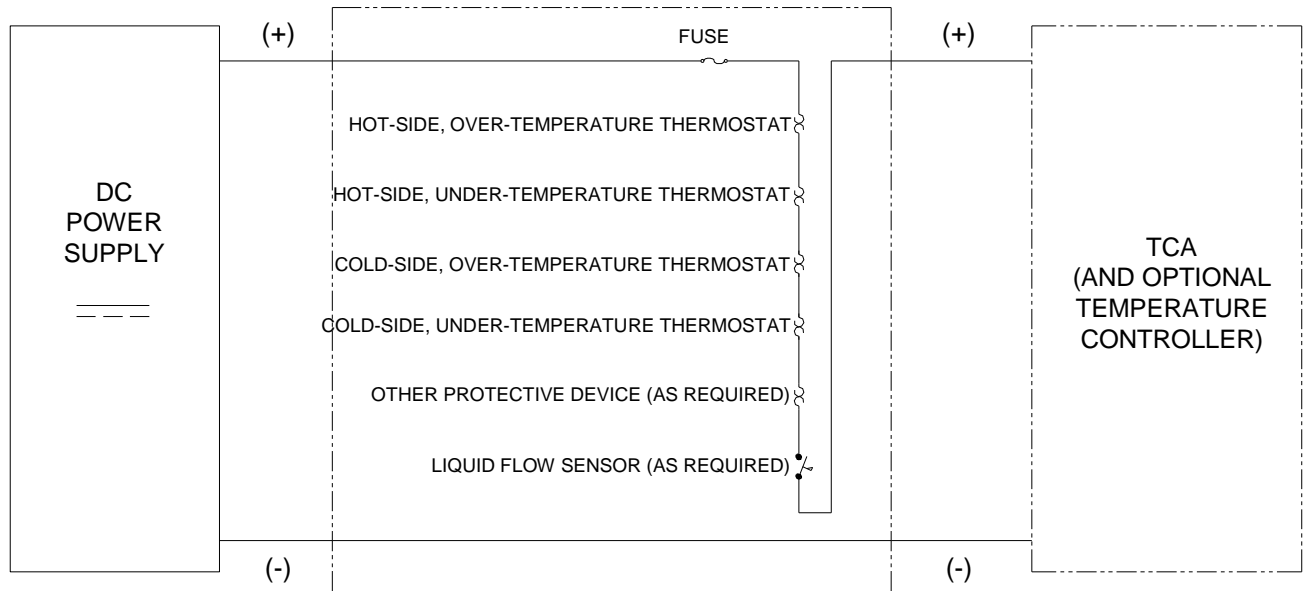 (+)
FUSE
(+)
HOT-SIDE, OVER-TEMPERATURE THERMOSTAT
HOT-SIDE, UNDER-TEMPERATURE THERMOSTAT
DC
POWER
SUPPLY
COLD-SIDE, OVER-TEMPERATURE THERMOSTAT
COLD-SIDE, UNDER-TEMPERATURE THERMOSTAT
TCA
(AND OPTIONAL
TEMPERATURE
CONTROLLER)
OTHER PROTECTIVE DEVICE (AS REQUIRED)
LIQUID FLOW SENSOR (AS REQUIRED)
(-)
(-)